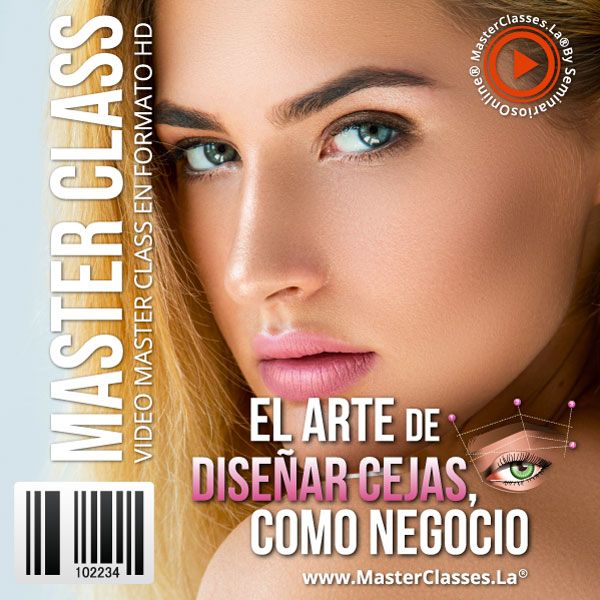 MASTER CLASS
VIDEO MASTER CLASS EN FORMATO HD
MasterClasses.La® By SeminariosOnline®
EL ARTE DE
DISEÑAR CEJAS,
COMO NEGOCIO
www.MasterClasses.La®
102234